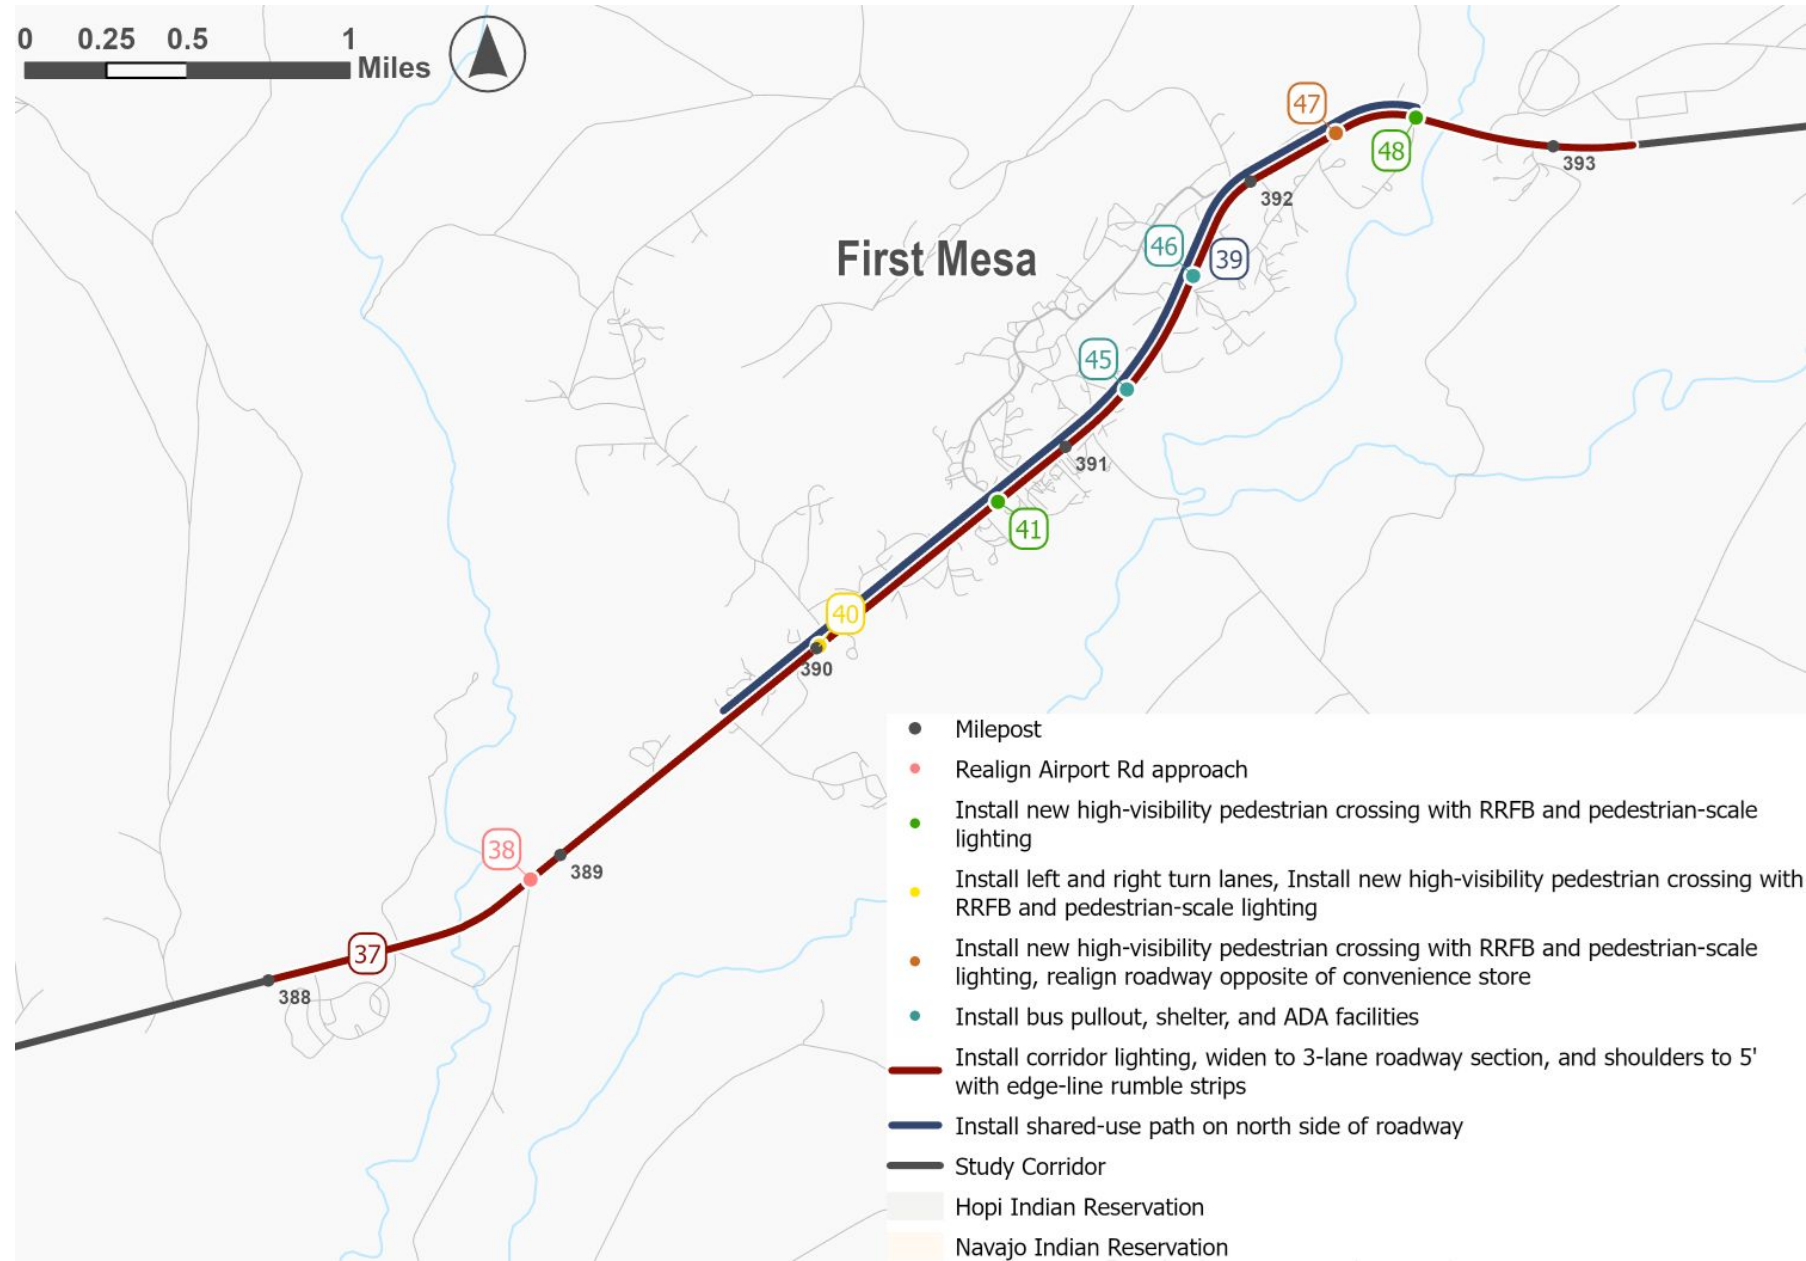 0 0.25 0.5 1
Miles
47
48
393
392
First Mesa
46
39
45
391
41
40
390
38
389
37
388
Milepost
Realign Airport Rd approach
Install new high-visibility pedestrian crossing with RRFB and pedestrian-scale
lighting
Install left and right turn lanes, Install new high-visibility pedestrian crossing with
RRFB and pedestrian-scale lighting
Install new high-visibility pedestrian crossing with RRFB and pedestrian-scale
lighting, realign roadway opposite of convenience store
Install bus pullout, shelter, and ADA facilities
Install corridor lighting, widen to 3-lane roadway section, and shoulders to 5'
with edge-line rumble strips
Install shared-use path on north side of roadway
Study Corridor
Hopi Indian Reservation
Navajo Indian Reservation